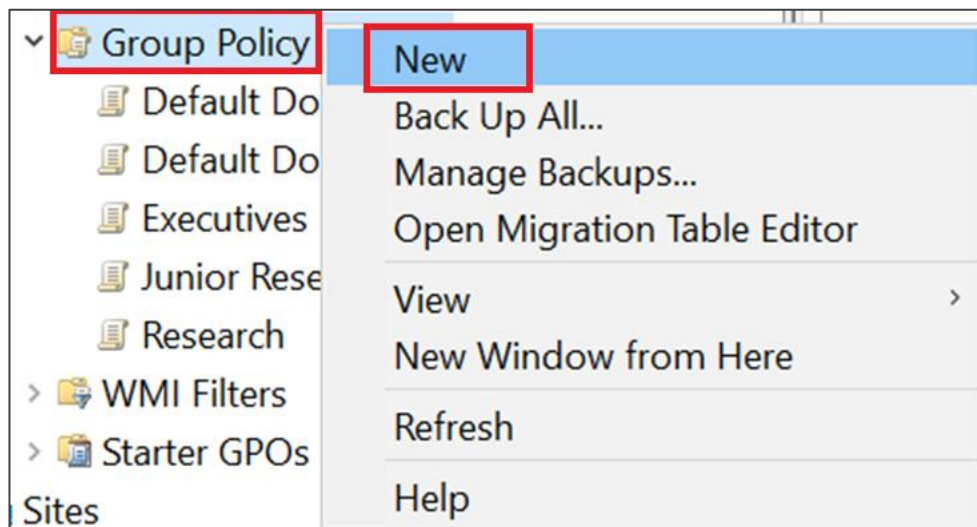 Group Policy
Default Do
Default Do
Executives
Junior Rese
Research
WMI Filters
Starter GPOs
Sites
New
Back Up All...
Manage Backups...
Open Migration Table Editor
View
New Window from Here
Refresh
Help